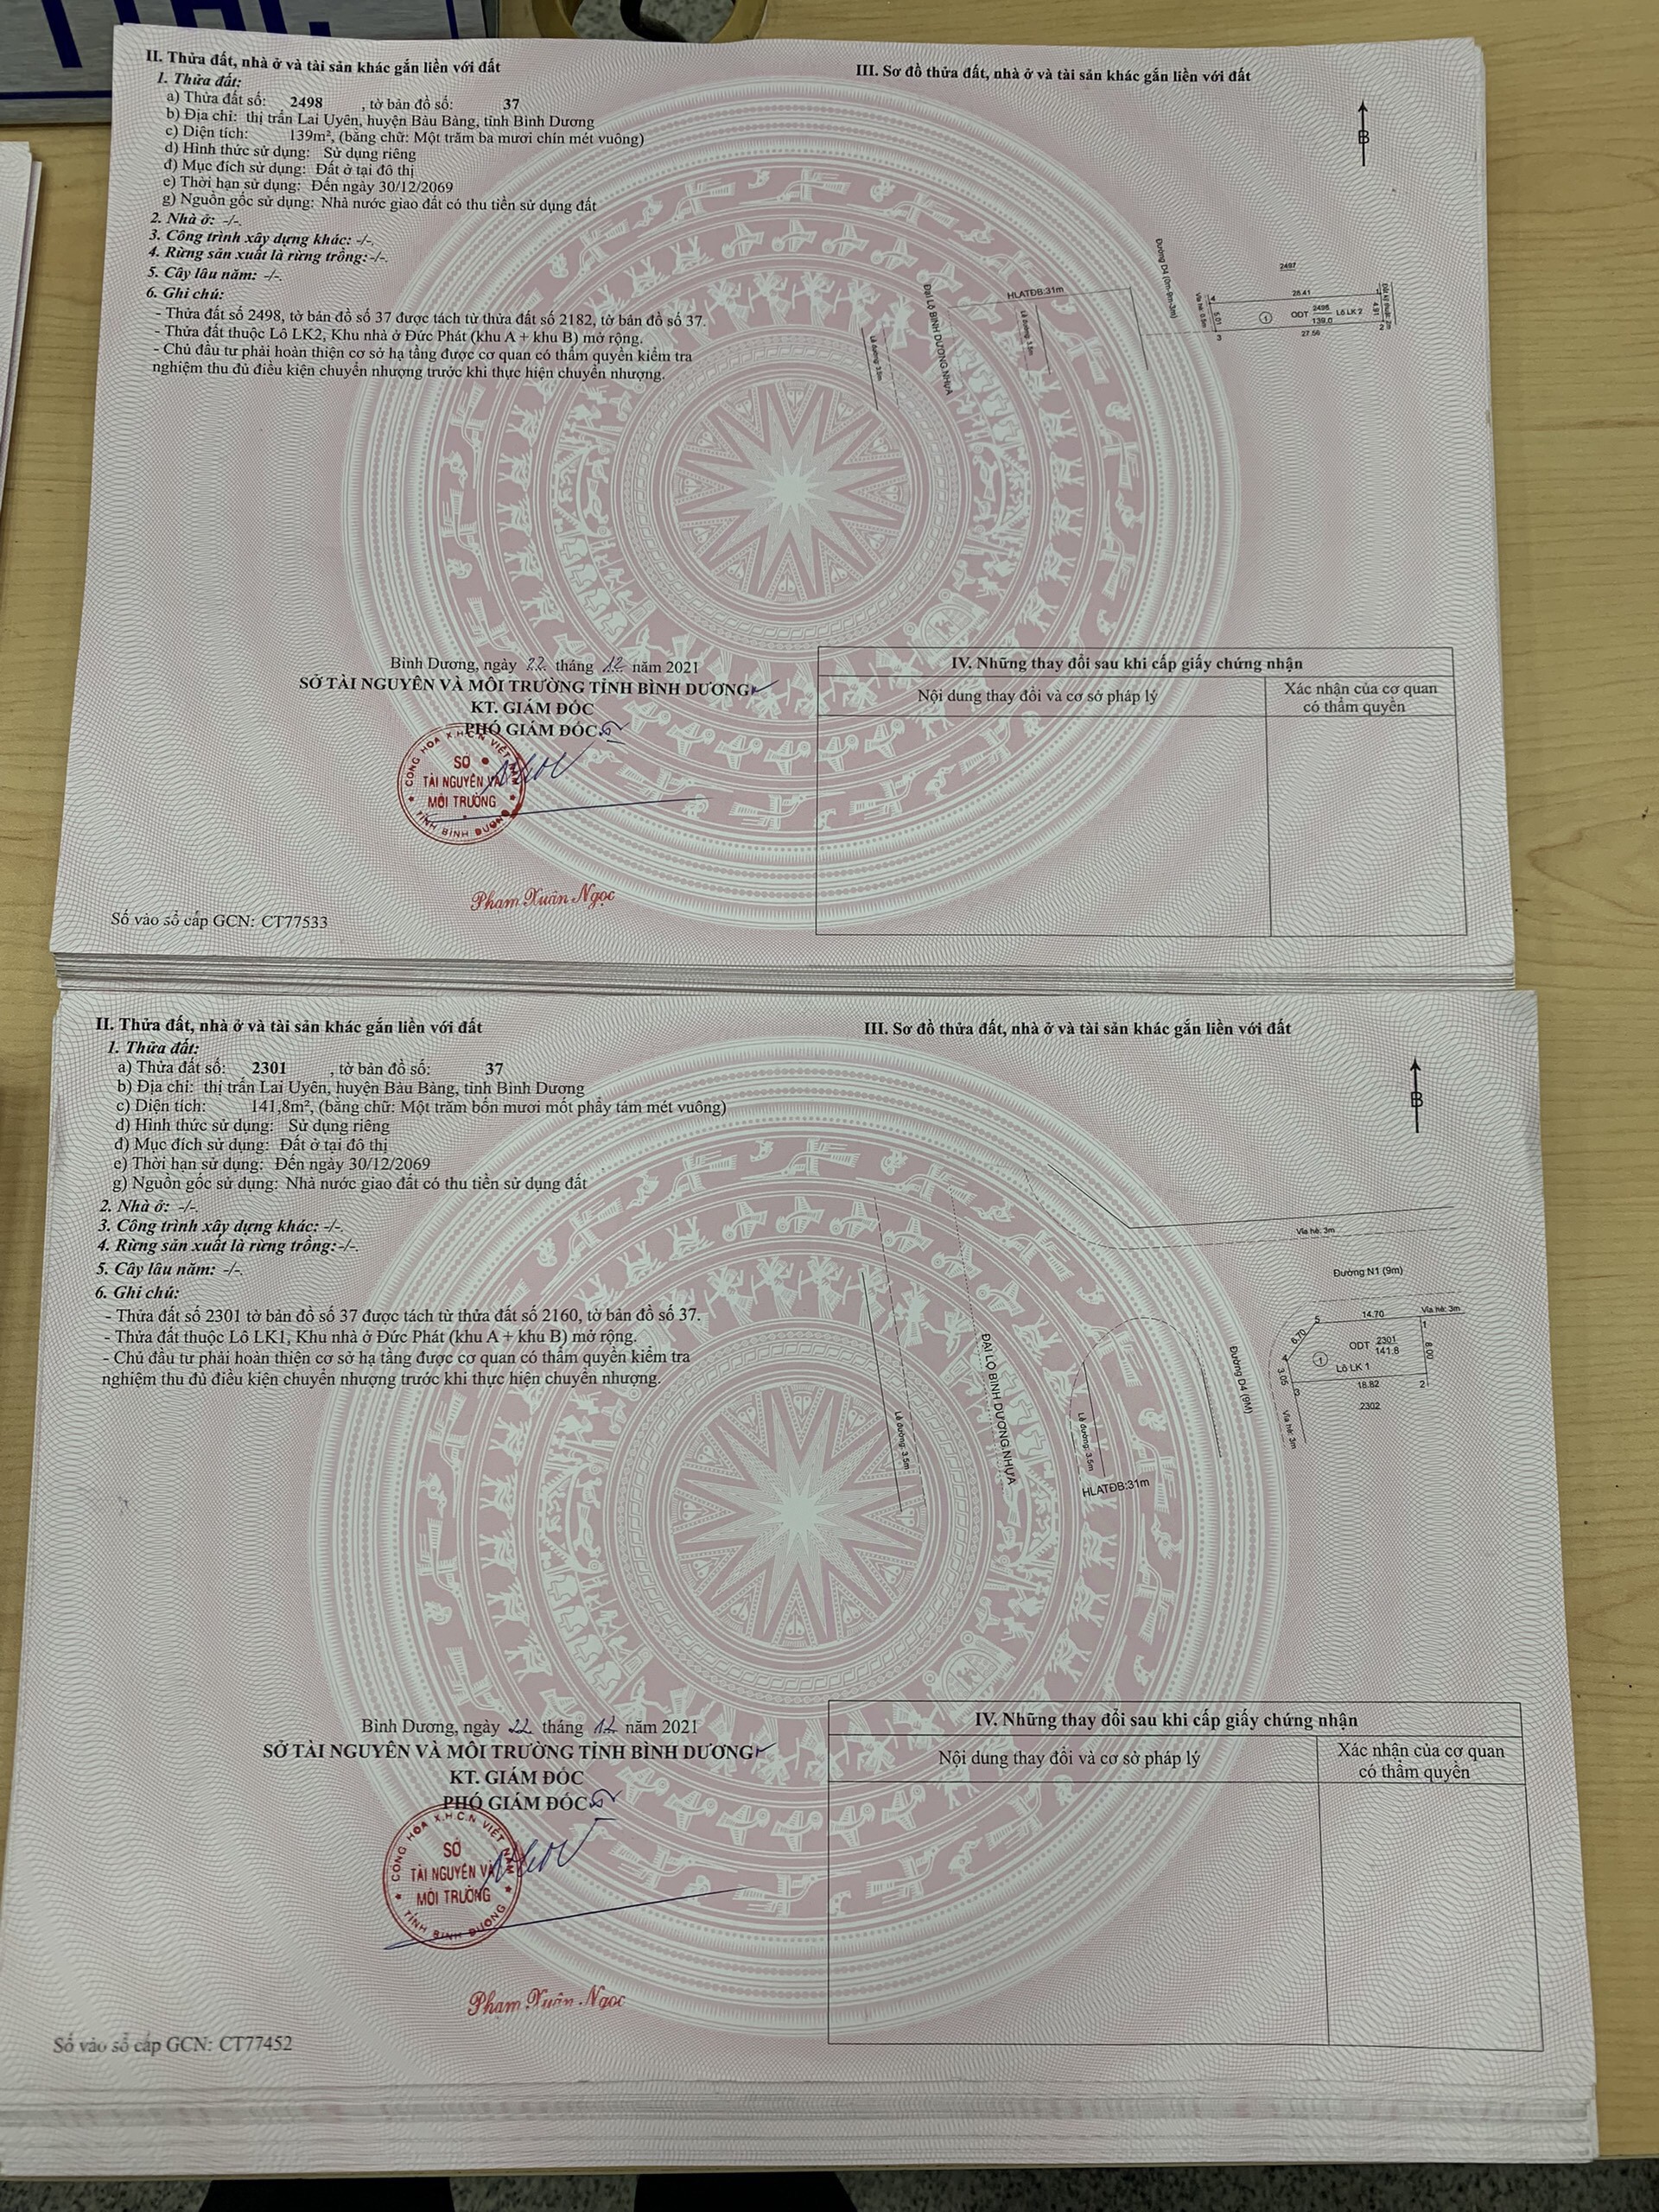 II. Thửa đất, nhà ở và tài sản khác gắn liền với đất
1. Thửa đất:
a) Thửa đất số: 2498 , tờ bản đồ số: 37
b) Địa chỉ: thị trấn Lai Uyên, huyện Bàu Bàng, tỉnh Bình Dương
c) Diện tích: 139m², (bằng chữ: Một trăm ba mươi chín mét vuông)
d) Hình thức sử dụng: Sử dụng riêng
đ) Mục đích sử dụng: Đất ở tại đô thị
e) Thời hạn sử dụng: Đến ngày 30/12/2069
g) Nguồn gốc sử dụng: Nhà nước giao đất có thu tiền sử dụng đất
2. Nhà ở: -/-.
3. Công trình xây dựng khác: -/-.
4. Rừng sản xuất là rừng trồng: -/-.
5. Cây lâu năm: -/-.
6. Ghi chú:
- Thửa đất số 2498, tờ bản đồ số 37 được tách từ thửa đất số 2182, tờ bản đồ số 37.
- Thửa đất thuộc Lô LK2, Khu nhà ở Đức Phát (khu A + khu B) mở rộng.
- Chủ đầu tư phải hoàn thiện cơ sở hạ tầng được cơ quan có thẩm quyền kiểm tra
nghiệm thu đủ điều kiện chuyển nhượng trước khi thực hiện chuyển nhượng.
Bình Dương, ngày 22 tháng 12 năm 2021
SỞ TÀI NGUYÊN VÀ MÔI TRƯỜNG TỈNH BÌNH DƯƠNG
KT. GIÁM ĐỐC
PHÓ GIÁM ĐỐC
CỘNG HÒA X.H.C.N VIỆT NAM
SỞ
TÀI NGUYÊN VÀ
MÔI TRƯỜNG
TỈNH BÌNH DƯƠNG
Phạm Xuân Ngọc
Số vào sổ cấp GCN: CT77533
III. Sơ đồ thửa đất, nhà ở và tài sản khác gắn liền với đất
B
2497
HLATĐB:31m
ĐẠI LỘ BÌNH DƯƠNG NHỰA
Lề đường: 3.5m
Lề đường: 3.5m
4
28.41
1
5.01
1
ODT
2498
139.0
Lô LK 2
4.91
3
27.56
2
IV. Những thay đổi sau khi cấp giấy chứng nhận
Nội dung thay đổi và cơ sở pháp lý
Xác nhận của cơ quan
có thẩm quyền
II. Thửa đất, nhà ở và tài sản khác gắn liền với đất
1. Thửa đất:
a) Thửa đất số: 2301 , tờ bản đồ số: 37
b) Địa chỉ: thị trấn Lai Uyên, huyện Bàu Bàng, tỉnh Bình Dương
c) Diện tích: 141,8m², (bằng chữ: Một trăm bốn mươi mốt phẩy tám mét vuông)
d) Hình thức sử dụng: Sử dụng riêng
đ) Mục đích sử dụng: Đất ở tại đô thị
e) Thời hạn sử dụng: Đến ngày 30/12/2069
g) Nguồn gốc sử dụng: Nhà nước giao đất có thu tiền sử dụng đất
2. Nhà ở: -/-.
3. Công trình xây dựng khác: -/-.
4. Rừng sản xuất là rừng trồng: -/-.
5. Cây lâu năm: -/-.
6. Ghi chú:
- Thửa đất số 2301 tờ bản đồ số 37 được tách từ thửa đất số 2160, tờ bản đồ số 37.
- Thửa đất thuộc Lô LK1, Khu nhà ở Đức Phát (khu A + khu B) mở rộng.
- Chủ đầu tư phải hoàn thiện cơ sở hạ tầng được cơ quan có thẩm quyền kiểm tra
nghiệm thu đủ điều kiện chuyển nhượng trước khi thực hiện chuyển nhượng.
Bình Dương, ngày 22 tháng 12 năm 2021
SỞ TÀI NGUYÊN VÀ MÔI TRƯỜNG TỈNH BÌNH DƯƠNG
KT. GIÁM ĐỐC
PHÓ GIÁM ĐỐC
CỘNG HÒA X.H.C.N VIỆT NAM
SỞ
TÀI NGUYÊN VÀ
MÔI TRƯỜNG
TỈNH BÌNH DƯƠNG
Phạm Xuân Ngọc
Số vào sổ cấp GCN: CT77452
III. Sơ đồ thửa đất, nhà ở và tài sản khác gắn liền với đất
B
Vỉa hè: 3m
Đường N1 (9m)
Vỉa hè: 3m
14.70
5
1
6.70
ODT
2301
141.8
8.00
4
1
Lô LK 1
3.05
3
18.82
2
2302
Vỉa hè: 3m
Đường D4 (9M)
ĐẠI LỘ BÌNH DƯƠNG.NHỰA
Lề đường: 3.5m
Lề đường: 3.5m
HLATĐB:31m
IV. Những thay đổi sau khi cấp giấy chứng nhận
Nội dung thay đổi và cơ sở pháp lý
Xác nhận của cơ quan
có thẩm quyền